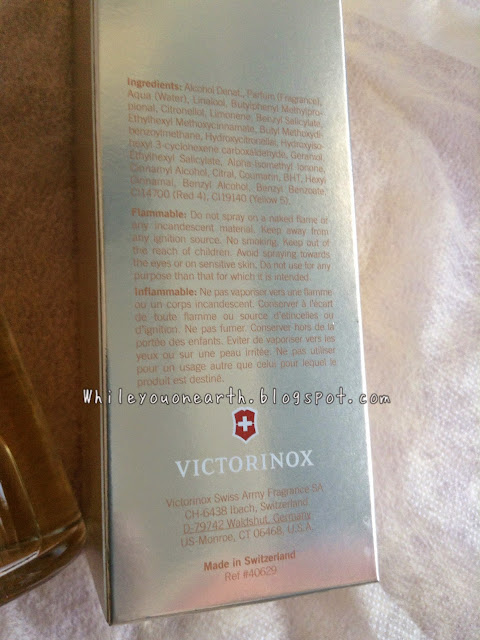 Ingredients: Alcohol Denat., Parfum (Fragrance),
Aqua (Water), Linalool, Butylphenyl Methylpro-
pional, Citronellol, Limonene, Benzyl Salicylate,
Ethylhexyl Methoxycinnamate, Butyl Methoxydi-
benzoylmethane, Hydroxycitronellal, Hydroxyiso-
hexyl 3-cyclohexene carboxaldehyde, Geraniol,
Ethylhexyl Salicylate, Alpha-Isomethyl Ionone,
Cinnamyl Alcohol, Citral, Coumarin, BHT, Hexyl
Cinnamal, Benzyl Alcohol, Benzyl Benzoate,
CI 14700 (Red 4), CI 19140 (Yellow 5).
Flammable: Do not spray on a naked flame or
any incandescent material, keep away from
any ignition source. No smoking. Keep out of
the reach of children. Avoid spraying towards
the eyes or on sensitive skin. Do not use for any
purpose than that for which it is intended.
Inflammable: Ne pas vaporiser vers une flamme
ou un corps incandescent. Conserver à l'écart
de toute flamme ou source d'étincelles ou
d'ignition. Ne pas fumer. Conserver hors de la
portée des enfants. Eviter de vaporiser vers les
yeux ou sur une peau irritée. Ne pas utiliser
pour un usage autre que celui pour lequel le
produit est destiné.
Whileyouonearth.blogspot.com
VICTORINOX
Victorinox Swiss Army Fragrance SA
CH-6438 Ibach, Switzerland
D-79742 Waldshut, Germany
US-Monroe, CT 06468, U.S.A.
Made in Switzerland
Ref #40629